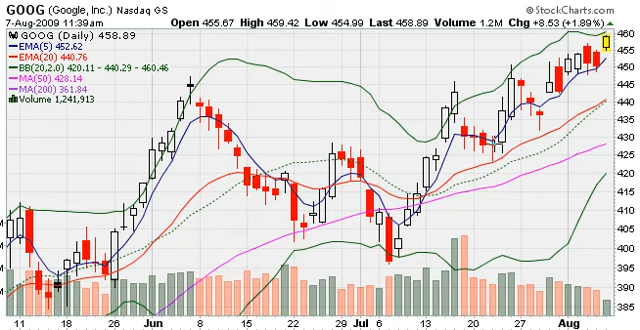 GOOG (Google, Inc.) Nasdaq GS © StockCharts.com
7-Aug-2009 11:39am Open 455.67 High 459.42 Low 454.99 Last 458.89 Volume 1.2M Chg +8.53 (+1.89%)
GOOG (Daily) 458.89
EMA(5) 452.62
EMA(20) 440.76
BB(20,2.0) 420.11 - 440.29 - 460.46
MA(50) 428.14
MA(200) 361.84
Volume 1,241,913
460
455
450
445
440
435
430
425
420
415
410
405
400
395
390
385
11 18 26 Jun 8 15 22 29 Jul 6 13 20 27 Aug